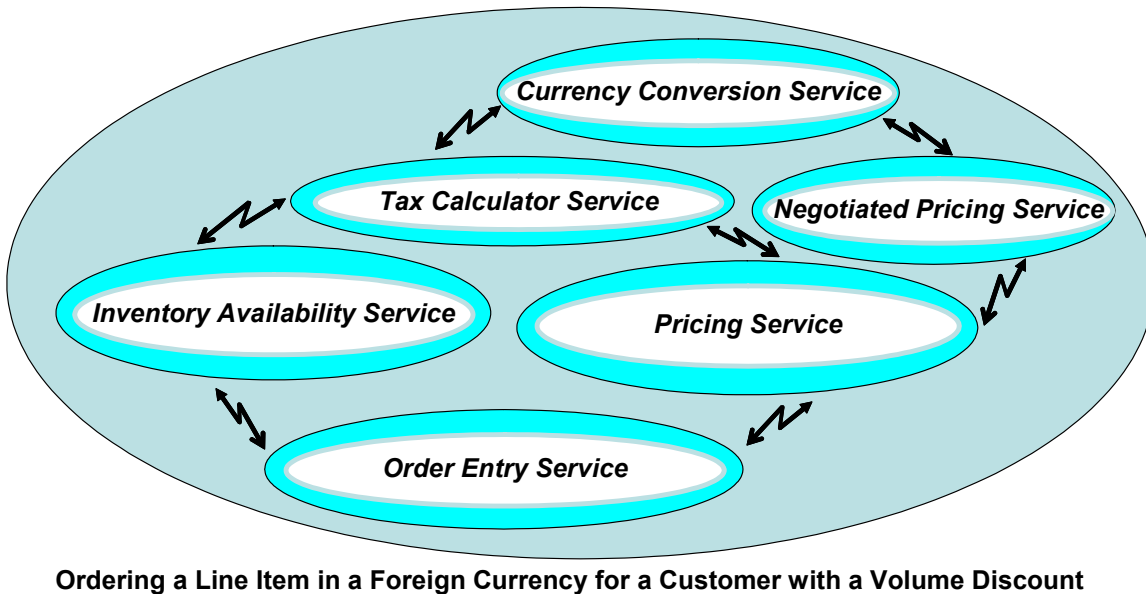 Currency Conversion Service
Tax Calculator Service
Negotiated Pricing Service
Inventory Availability Service
Pricing Service
Order Entry Service
Ordering a Line Item in a Foreign Currency for a Customer with a Volume Discount